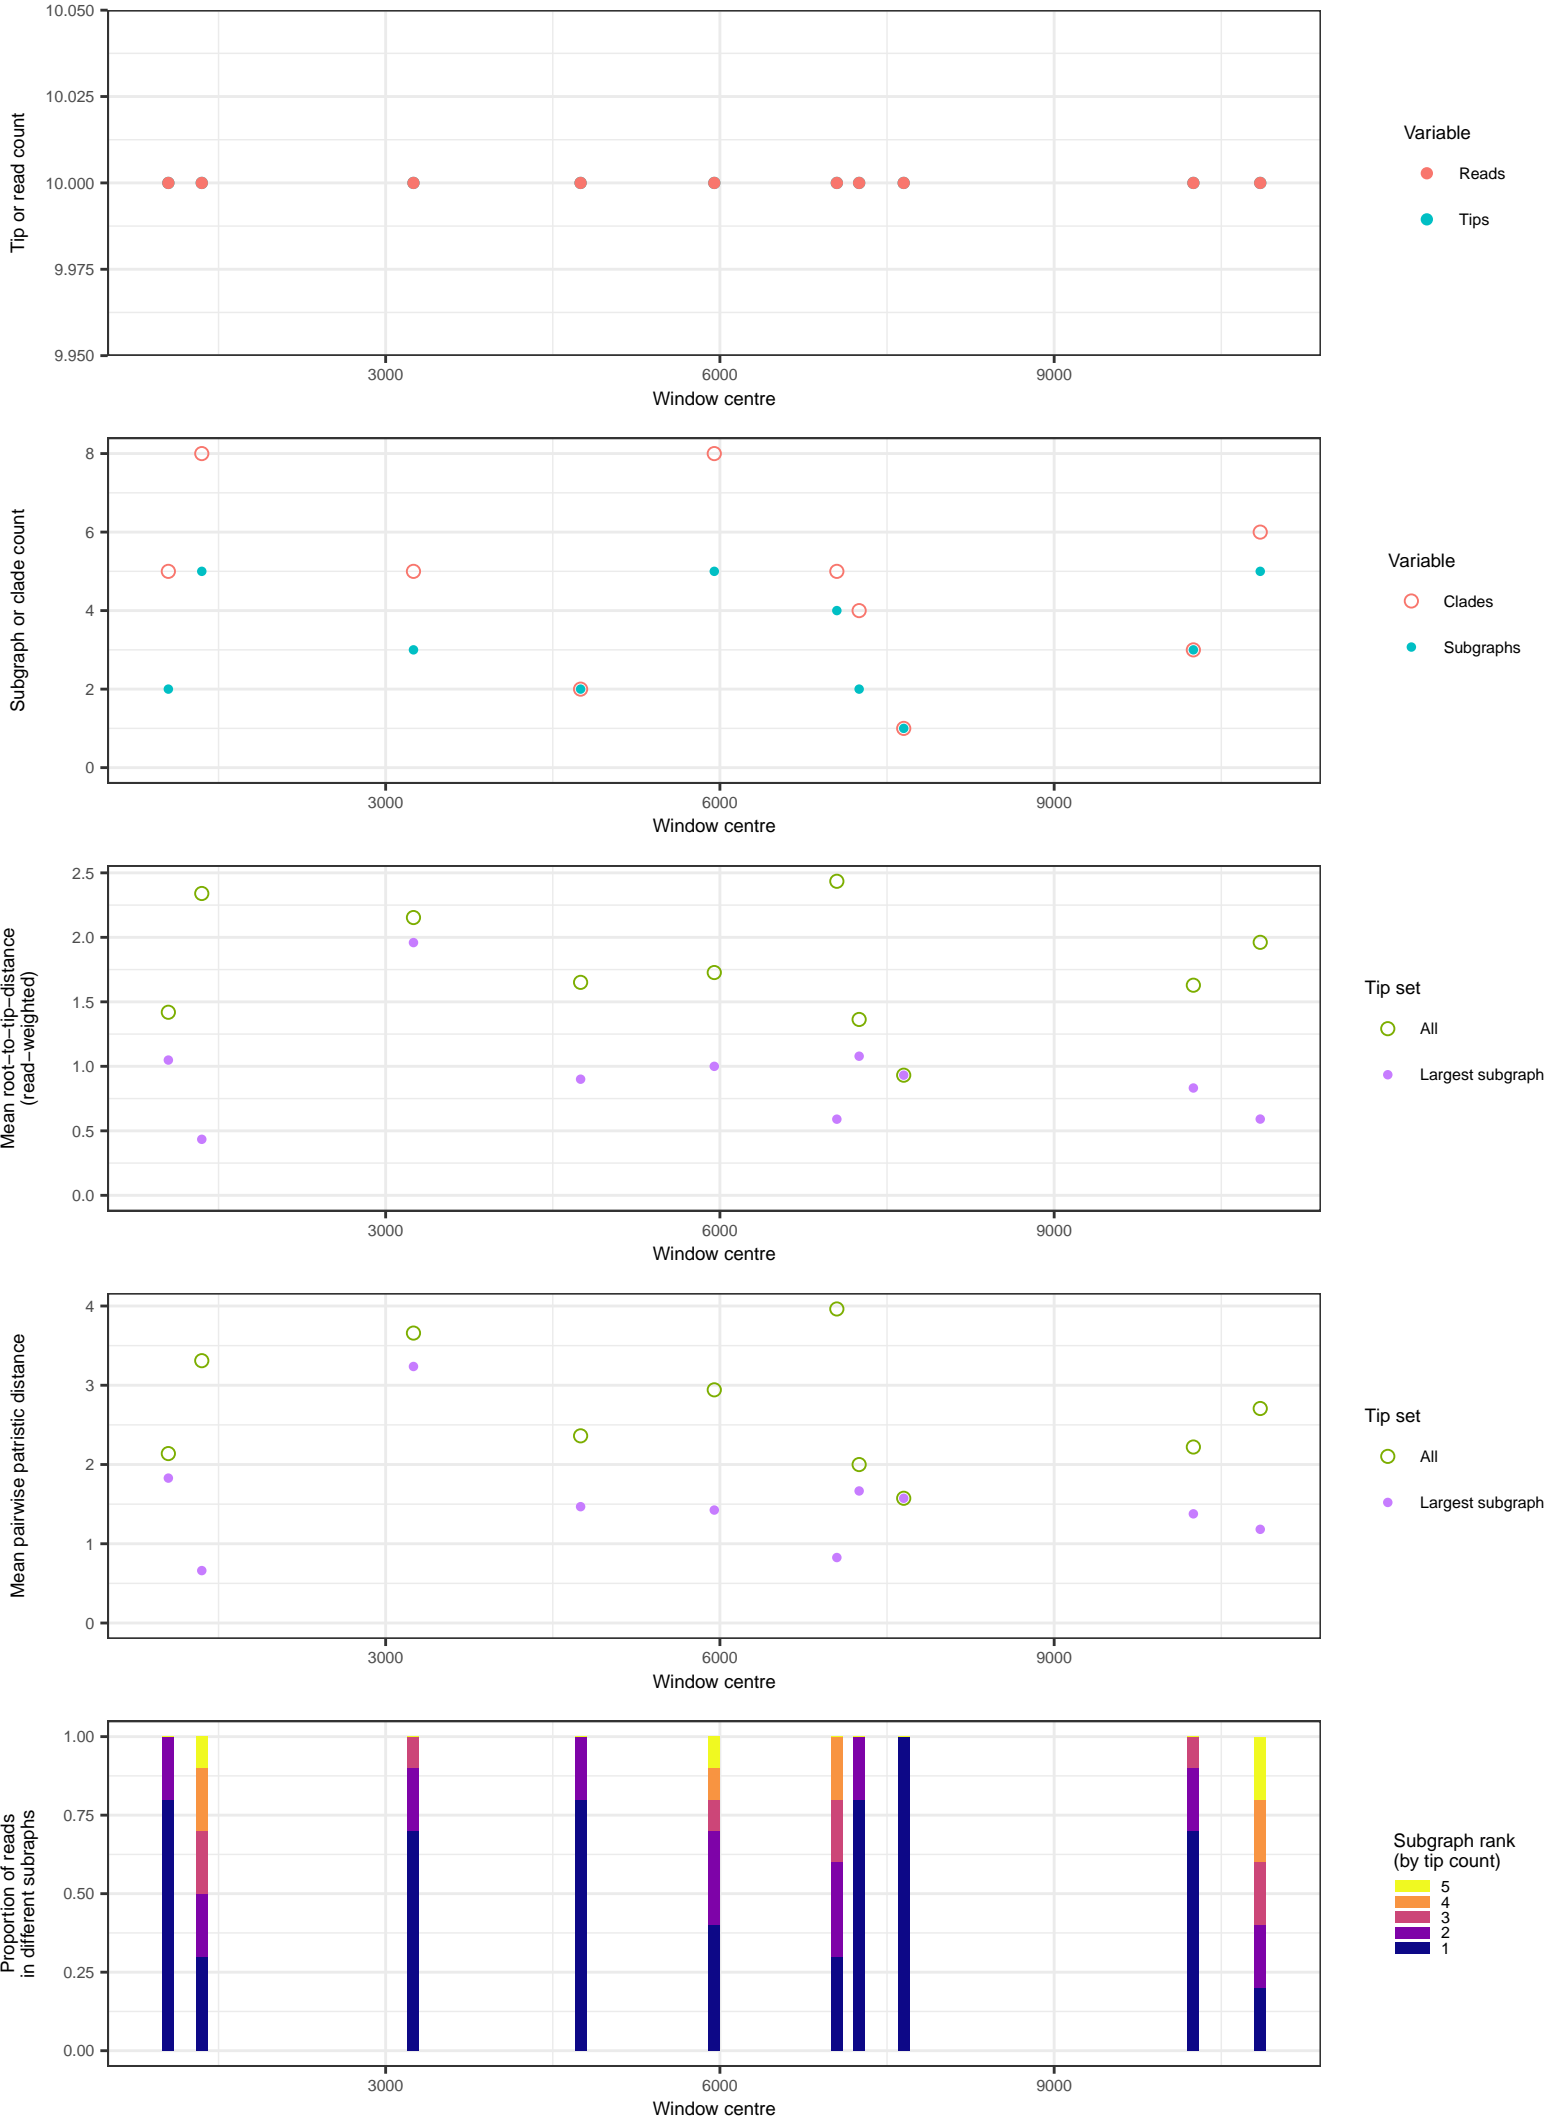 10.050
10.025
10.000
9.975
9.950
Tip or read count
3000
6000
9000
Window centre
Variable
Reads
Tips
8
6
4
2
0
Subgraph or clade count
3000
6000
9000
Window centre
Variable
Clades
Subgraphs
2.5
2.0
1.5
1.0
0.5
0.0
Mean root−to−tip−distance
(read−weighted)
3000
6000
9000
Window centre
Tip set
All
Largest subgraph
4
3
2
1
0
Mean pairwise patristic distance
3000
6000
9000
Window centre
Tip set
All
Largest subgraph
1.00
0.75
0.50
0.25
0.00
Proportion of reads
in different subraphs
3000
6000
9000
Window centre
Subgraph rank
(by tip count)
5
4
3
2
1